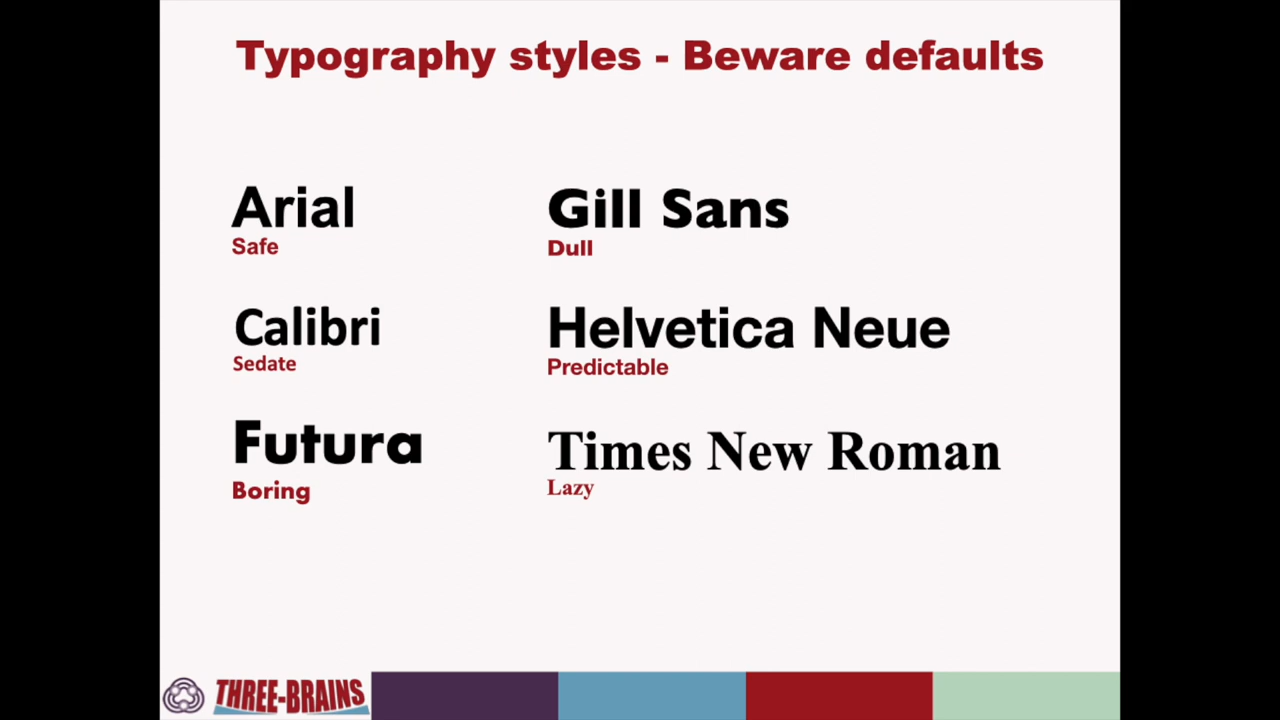 Typography styles - Beware defaults
Arial
Safe
Gill Sans
Dull
Calibri
Sedate
Helvetica Neue
Predictable
Futura
Boring
Times New Roman
Lazy
THREE-BRAINS